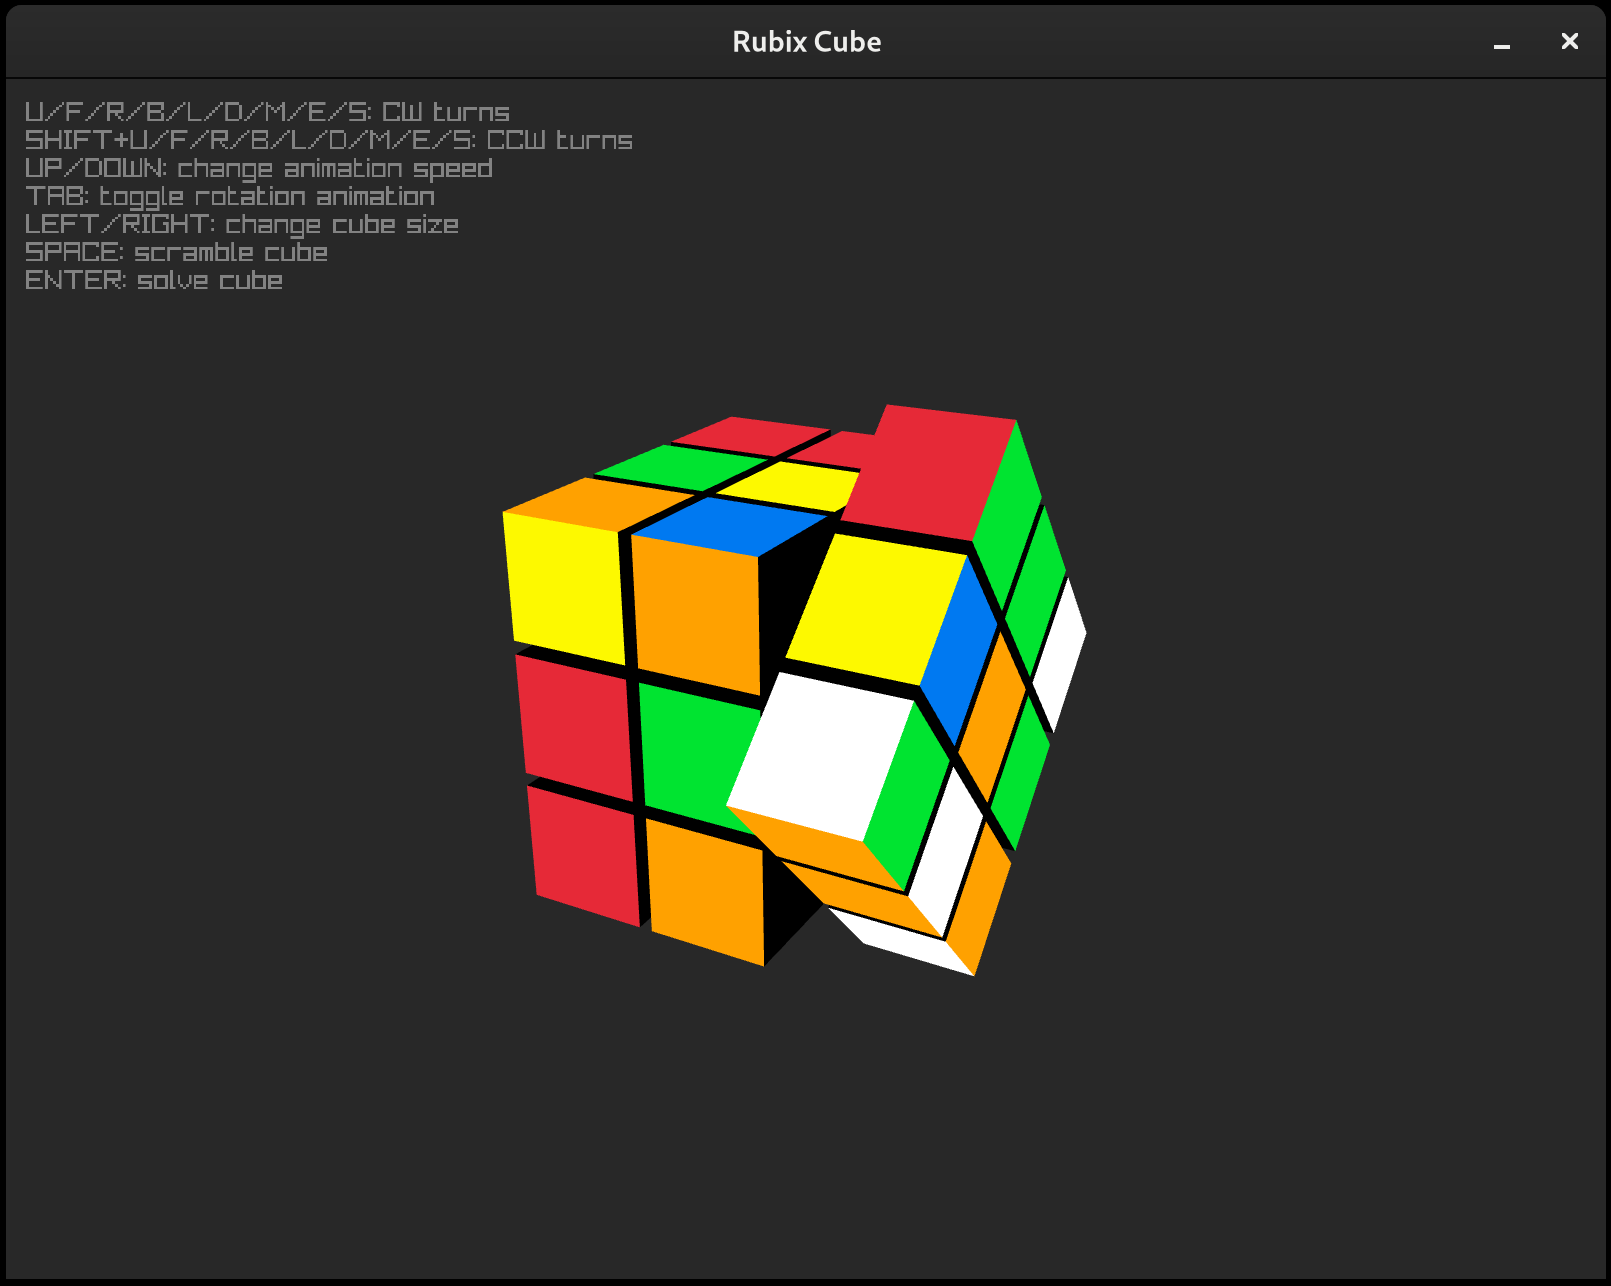 Rubix Cube
U/F/R/B/L/D/M/E/S: CW turns
SHIFT+U/F/R/B/L/D/M/E/S: CCW turns
UP/DOWN: change animation speed
TAB: toggle rotation animation
LEFT/RIGHT: change cube size
SPACE: scramble cube
ENTER: solve cube